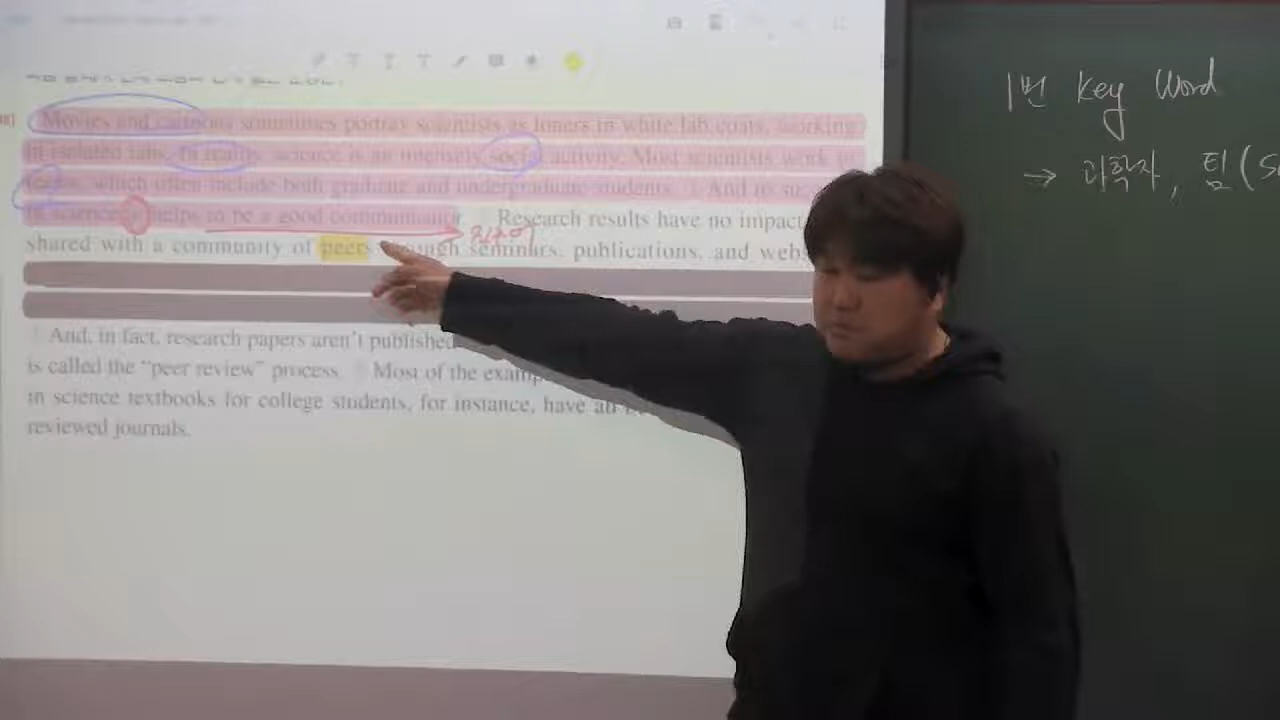 Movies and cartoons sometimes portray scientists as loners in white lab coats, working
in isolated labs. In reality, science is an intensely social activity. Most scientists work in
teams, which often include both graduate and undergraduate students. And to suc
in science, it helps to be a good communicator. Research results have no impact
진주어
shared with a community of peers through seminars, publications, and webs
And, in fact, research papers aren't published
is called the “peer review” process. Most of the examp
in science textbooks for college students, for instance, have all
reviewed journals.
1번 Key Word
→ 과학자, 팀(S